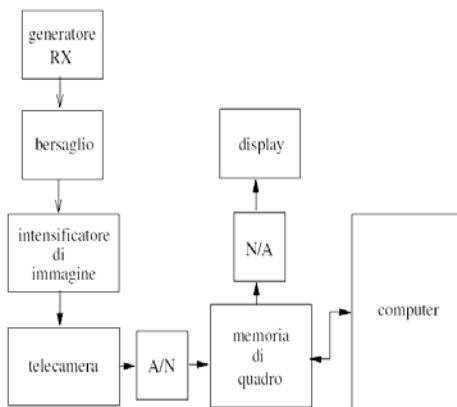 generatore
RX
bersaglio
display
intensificatore
di
immagine
N/A
computer
telecamera
A/N
memoria
di
quadro